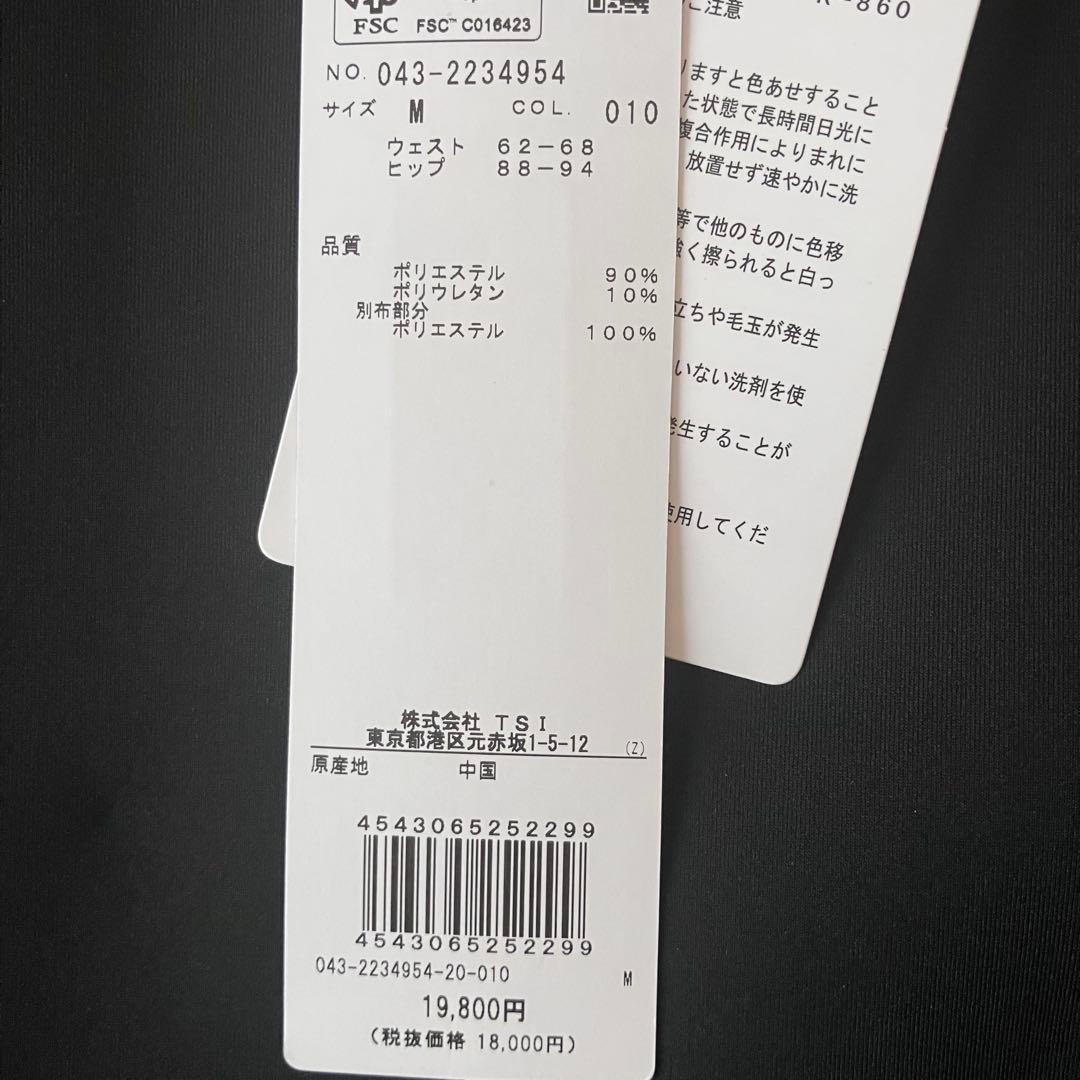 FSC FSC™ C016423
NO. 043-2234954
サイズ M COL. 010
ウェスト 62-68
ヒップ 88-94
品質
ポリエステル 90%
ポリウレタン 10%
別布部分
ポリエステル 100%
株式会社 TSI
東京都港区元赤坂1-5-12 (Z)
原産地 中国
4543065252299
4543065252299
043-2234954-20-010 M
19,800円
(税抜価格 18,000円)
-860
ご注意
ますと色あせすること
た状態で長時間日光に
複合作用によりまれに
放置せず速やかに洗
等で他のものに色移
強く擦られると白っ
立ちや毛玉が発生
いない洗剤を使
発生することが
使用してくだ